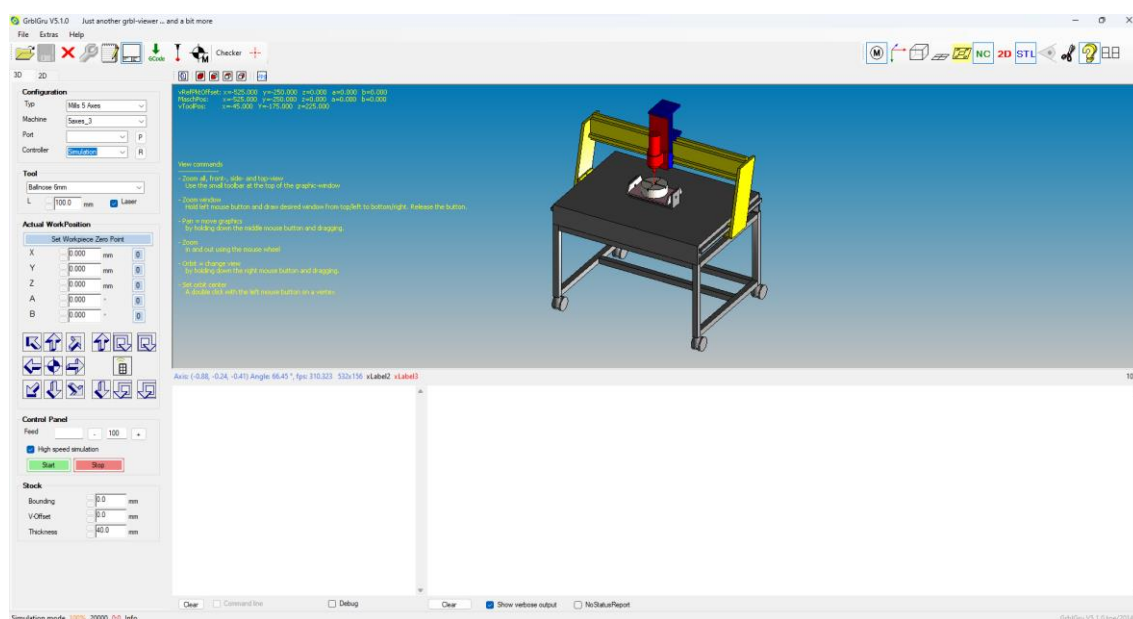 GrblGru V5.1.0 Just another grbl-viewer ... and a bit more
File Extras Help
GCode M Checker M NC 2D STL
3D 2D
Configuration
Typ Mills 5 Axes
Machine 5axes_3
Port P
Controller Simulation R
Tool
Ballnose 6mm
L 100.0 mm Laser
Actual WorkPosition
Set Workpiece Zero Point
X 0.000 mm 0
Y 0.000 mm 0
Z 0.000 mm 0
A 0.000 ° 0
B 0.000 ° 0
Control Panel
Feed - 100 +
High speed simulation
Start Stop
Stock
Bounding 0.0 mm
V-Offset 0.0 mm
Thickness 40.0 mm
vRefPktOffset: x=-525.000 y=-250.000 z=0.000 a=0.000 b=0.000
MaschPos: x=-525.000 y=-250.000 z=0.000 a=0.000 b=0.000
vToolPos: x=-45.000 Y=-175.000 z=225.000
View commands
- Zoom all, front-, side- and top-view
Use the small toolbar at the top of the graphic-window
- Zoom window
Hold left mouse button and draw desired window from top/left to bottom/right. Release the button.
- Pan = move graphics
by holding down the middle mouse button and dragging.
- Zoom
in and out using the mouse wheel
- Orbit = change view
by holding down the right mouse button and dragging.
- Set orbit center
A double click with the left mouse button on a vertex.
Axis: (-0.88, -0.24, -0.41) Angle: 66.45 °, fps: 310.323 532x156 xLabel2 xLabel3
10
Clear Command line Debug Clear Show verbose output NoStatusReport
Simulation mode 100% 20000 0:0 Info